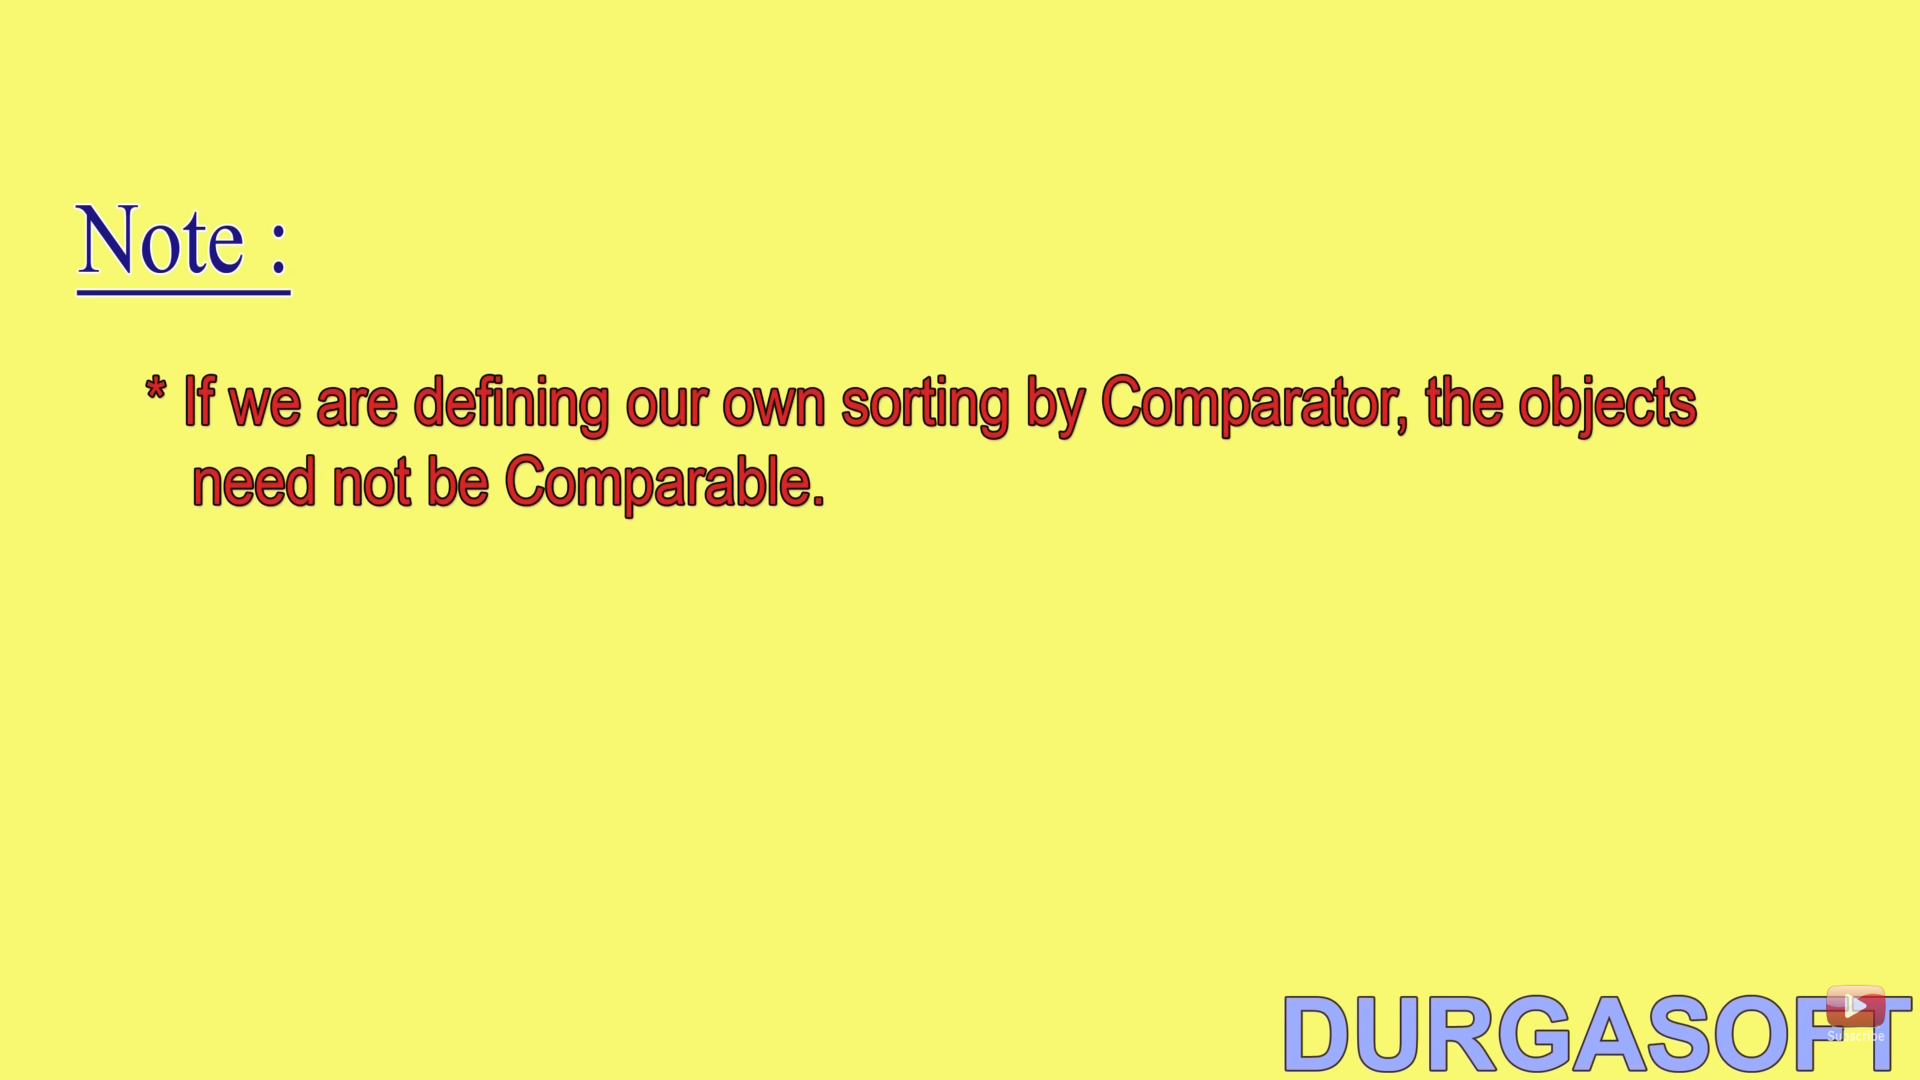 Note :
* If we are defining our own sorting by Comparator, the objects
need not be Comparable.
DURGASOFT
Subscribe